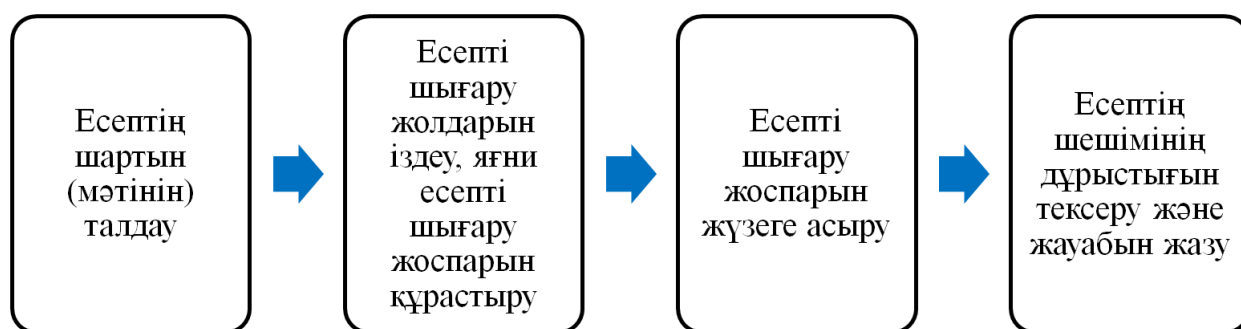 Есептің
шартын
(мәтінін)
талдау
Есепті
шығару
жолдарын
іздеу, яғни
есепті
шығару
жоспарын
құрастыру
Есепті
шығару
жоспарын
жүзеге асыру
Есептің
шешімінің
дұрыстығын
тексеру және
жауабын жазу